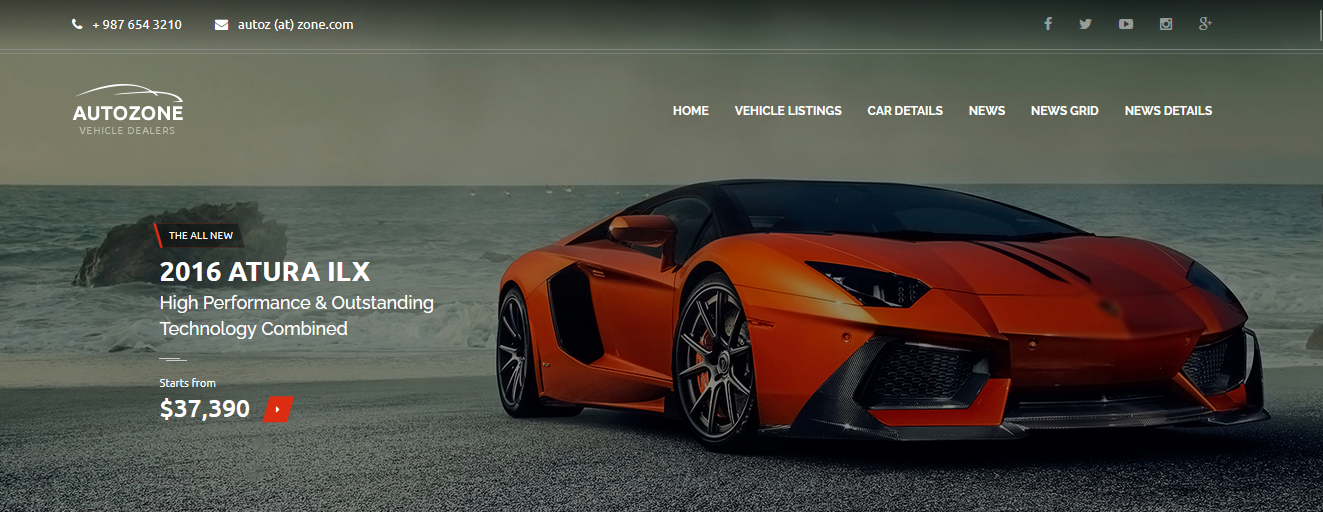 + 987 654 3210
autoz (at) zone.com
AUTOZONE
VEHICLE DEALERS
HOME
VEHICLE LISTINGS
CAR DETAILS
NEWS
NEWS GRID
NEWS DETAILS
THE ALL NEW
2016 ATURA ILX
High Performance & Outstanding
Technology Combined
Starts from
$37,390